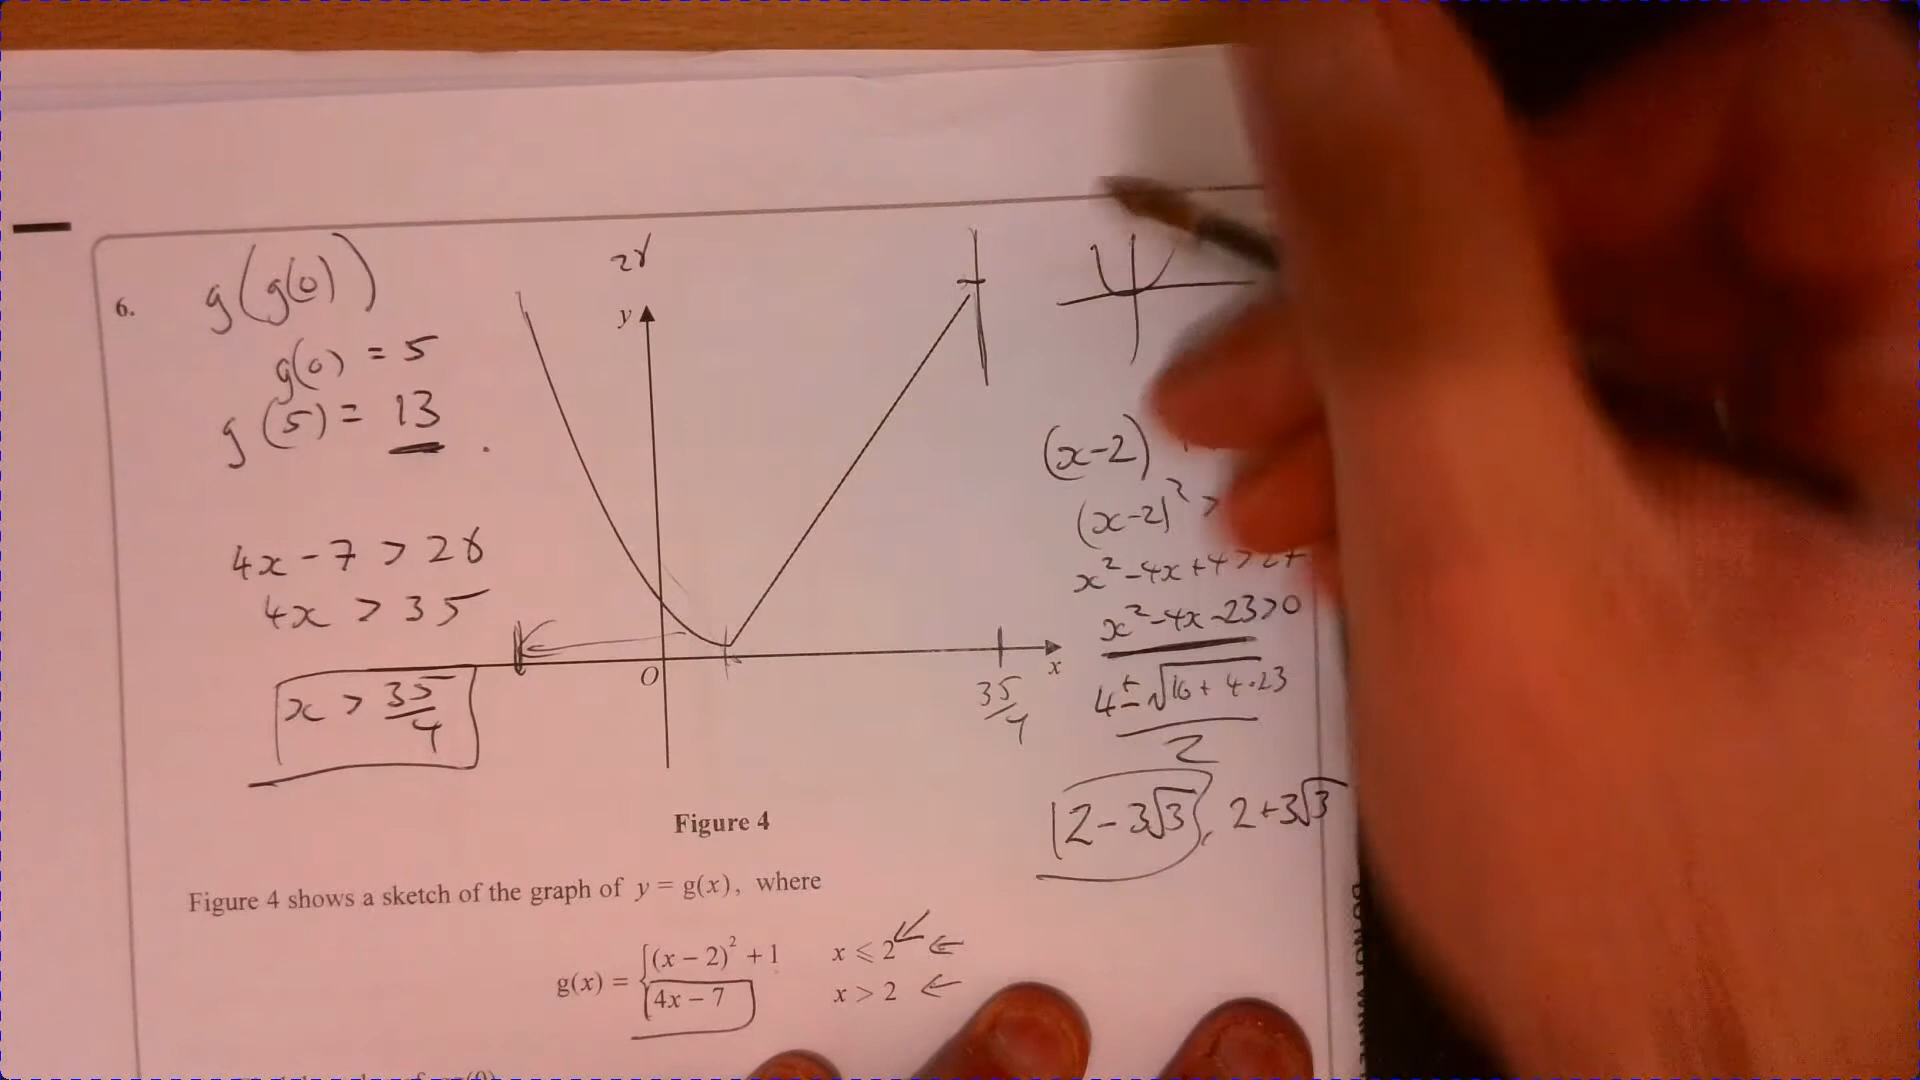 6.
g(g(0))
g(0) = 5
g(5) = 13
4x - 7 > 28
4x > 35
x > 35/4
y
O
x
35/4
(x-2)
(x-2)² >
x² - 4x + 4 > 27
x² - 4x - 23 > 0
4 ± √16 + 4.23
2
2 - 3√3, 2 + 3√3
Figure 4
Figure 4 shows a sketch of the graph of y = g(x), where
g(x) = { (x - 2)² + 1 x ⩽ 2
4x - 7 x > 2